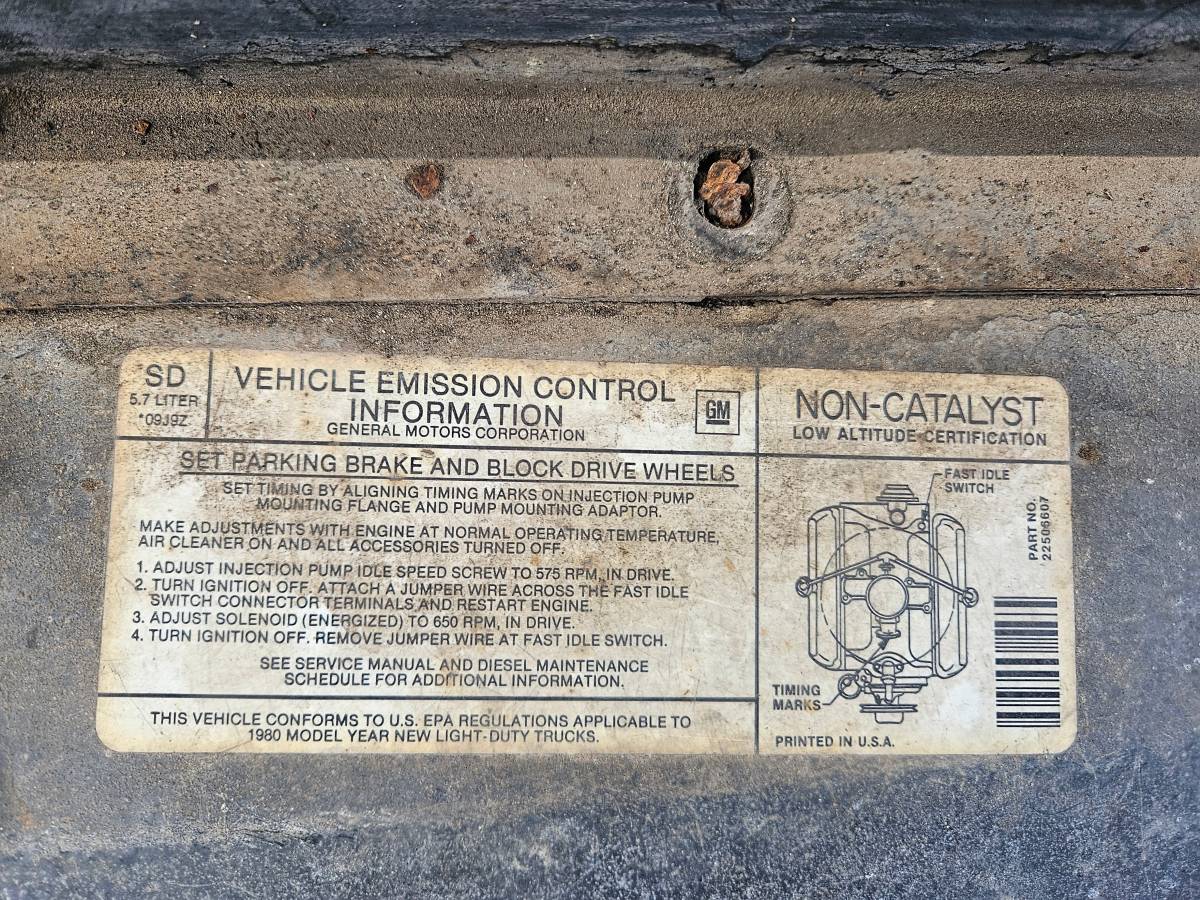 SD
5.7 LITER
*09J9Z
VEHICLE EMISSION CONTROL
INFORMATION
GENERAL MOTORS CORPORATION
GM
NON-CATALYST
LOW ALTITUDE CERTIFICATION
SET PARKING BRAKE AND BLOCK DRIVE WHEELS
SET TIMING BY ALIGNING TIMING MARKS ON INJECTION PUMP
MOUNTING FLANGE AND PUMP MOUNTING ADAPTOR.
MAKE ADJUSTMENTS WITH ENGINE AT NORMAL OPERATING TEMPERATURE,
AIR CLEANER ON AND ALL ACCESSORIES TURNED OFF.
1. ADJUST INJECTION PUMP IDLE SPEED SCREW TO 575 RPM, IN DRIVE.
2. TURN IGNITION OFF. ATTACH A JUMPER WIRE ACROSS THE FAST IDLE
SWITCH CONNECTOR TERMINALS AND RESTART ENGINE.
3. ADJUST SOLENOID (ENERGIZED) TO 650 RPM, IN DRIVE.
4. TURN IGNITION OFF. REMOVE JUMPER WIRE AT FAST IDLE SWITCH.
SEE SERVICE MANUAL AND DIESEL MAINTENANCE
SCHEDULE FOR ADDITIONAL INFORMATION.
THIS VEHICLE CONFORMS TO U.S. EPA REGULATIONS APPLICABLE TO
1980 MODEL YEAR NEW LIGHT-DUTY TRUCKS.
FAST IDLE
SWITCH
PART NO.
22506607
TIMING
MARKS
PRINTED IN U.S.A.